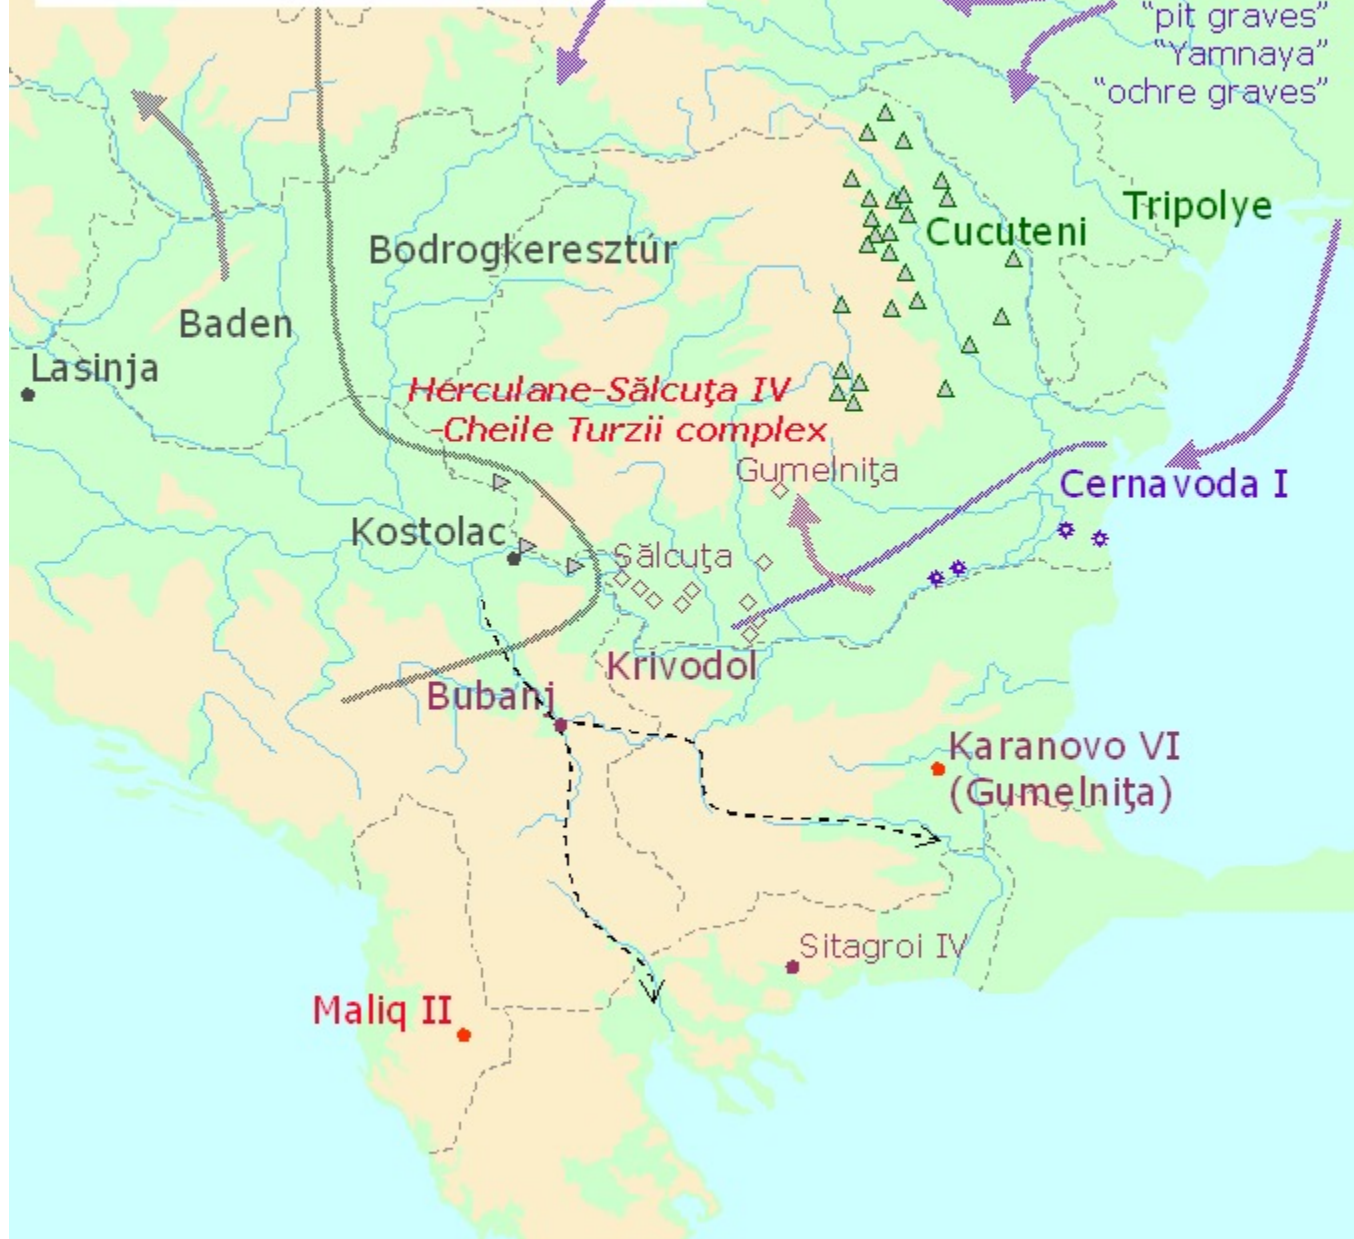 “pit graves”
“Yamnaya”
“ochre graves”
Tripolye
Cucuteni
Bodrogkeresztúr
Baden
Lasinja
Herculane-Sălcuţa IV
-Cheile Turzii complex
Gumelniţa
Cernavoda I
Kostolac
Sălcuţa
Krivodol
Bubanj
Karanovo VI
(Gumelniţa)
Sitagroi IV
Maliq II